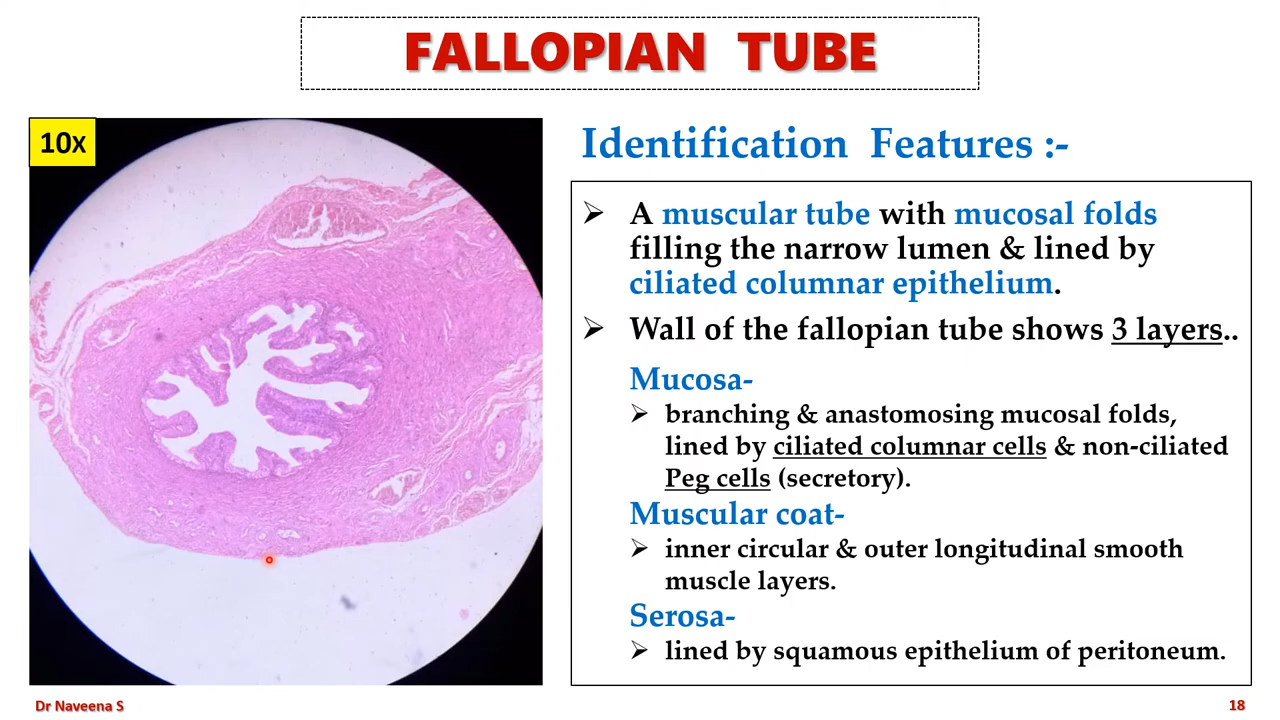 FALLOPIAN TUBE
10x
Identification Features :-
➢ A muscular tube with mucosal folds
filling the narrow lumen & lined by
ciliated columnar epithelium.
➢ Wall of the fallopian tube shows 3 layers..
Mucosa-
➢ branching & anastomosing mucosal folds,
lined by ciliated columnar cells & non-ciliated
Peg cells (secretory).
Muscular coat-
➢ inner circular & outer longitudinal smooth
muscle layers.
Serosa-
➢ lined by squamous epithelium of peritoneum.
Dr Naveena S
18